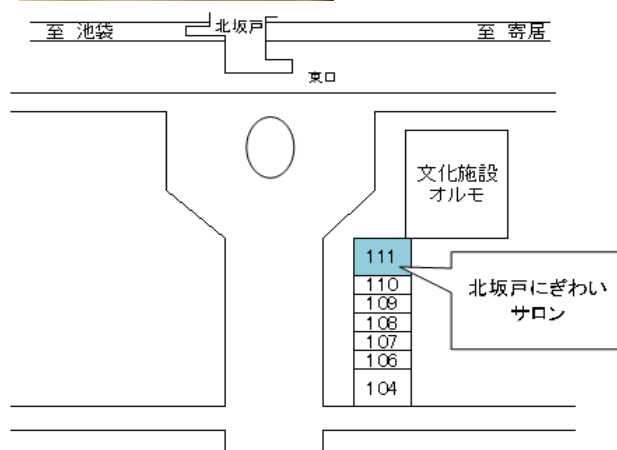 至 池袋
北坂戸
至 寄居
東口
文化施設
オルモ
111
110
109
108
107
106
104
北坂戸にぎわい
サロン